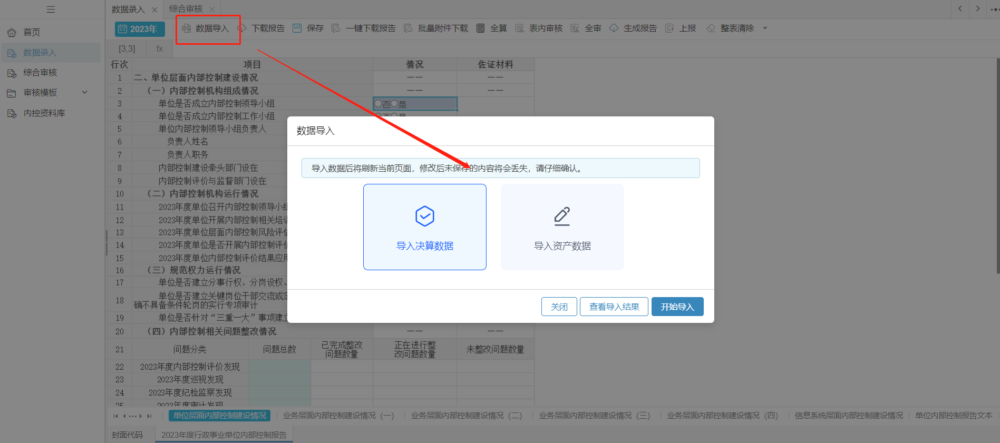 数据录入
综合审核
2023年
数据导入
下载报告
保存
一键下载报告
批量附件下载
全算
表内审核
全审
生成报告
上报
整表清除
首页
数据录入
综合审核
审核模板
内控资料库
[3,3]
fx
行次 项目 情况 佐证材料
1 二、单位层面内部控制建设情况 —— ——
2 （一）内部控制机构组成情况 —— ——
3 单位是否成立内部控制领导小组 否 是
4 单位是否成立内部控制工作小组 否 是
5 单位内部控制领导小组负责人
6 负责人姓名
7 负责人职务
8 内部控制建设牵头部门设在
9 内部控制评价与监督部门设在
10 （二）内部控制机构运行情况
11 2023年度单位召开内部控制领导小组
12 2023年度单位开展内部控制相关培训
13 2023年度单位层面内部控制风险评估
14 2023年度单位是否开展内部控制评价
15 2023年度单位内部控制评价结果应用
16 （三）规范权力运行情况
17 单位是否建立分事行权、分岗设权、
18 单位是否建立关键岗位干部交流或定
确不具备条件轮岗的实行专项审计
19 单位是否针对“三重一大”事项建立
20 （四）内部控制相关问题整改情况 —— ——
21 问题分类 问题总数 已完成整改
问题数量 正在进行整
改问题数量 未整改问题数量
22 2023年度内部控制评价发现
23 2023年度巡视发现
24 2023年度纪检监察发现
25 2023年度审计发现
数据导入
导入数据后将刷新当前页面，修改后未保存的内容将会丢失，请仔细确认。
导入决算数据
导入资产数据
关闭
查看导入结果
开始导入
单位层面内部控制建设情况
业务层面内部控制建设情况（一）
业务层面内部控制建设情况（二）
业务层面内部控制建设情况（三）
业务层面内部控制建设情况（四）
信息系统层面内部控制建设情况
单位内部控制报告文本
封面代码
2023年度行政事业单位内部控制报告